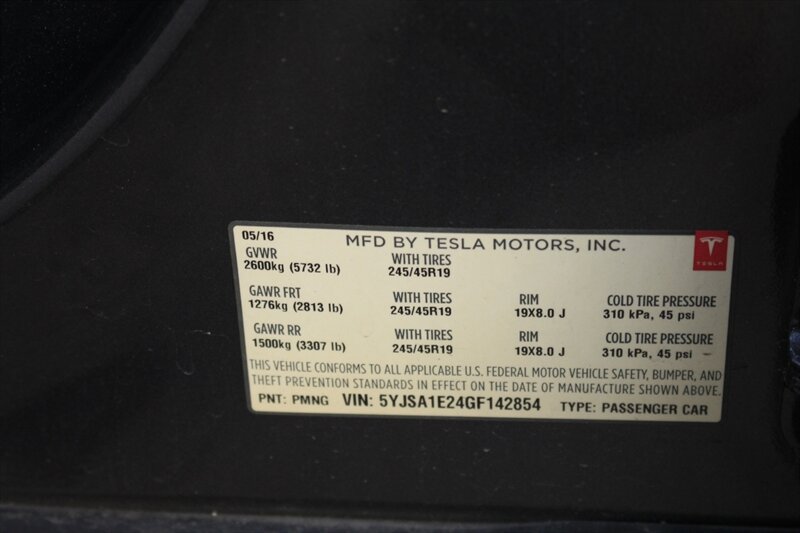 05/16 MFD BY TESLA MOTORS, INC. TESLA
GVWR WITH TIRES
2600kg (5732 lb) 245/45R19
GAWR FRT WITH TIRES RIM COLD TIRE PRESSURE
1276kg (2813 lb) 245/45R19 19X8.0 J 310 kPa, 45 psi
GAWR RR WITH TIRES RIM COLD TIRE PRESSURE
1500kg (3307 lb) 245/45R19 19X8.0 J 310 kPa, 45 psi
THIS VEHICLE CONFORMS TO ALL APPLICABLE U.S. FEDERAL MOTOR VEHICLE SAFETY, BUMPER, AND
THEFT PREVENTION STANDARDS IN EFFECT ON THE DATE OF MANUFACTURE SHOWN ABOVE.
PNT: PMNG VIN: 5YJSA1E24GF142854 TYPE: PASSENGER CAR